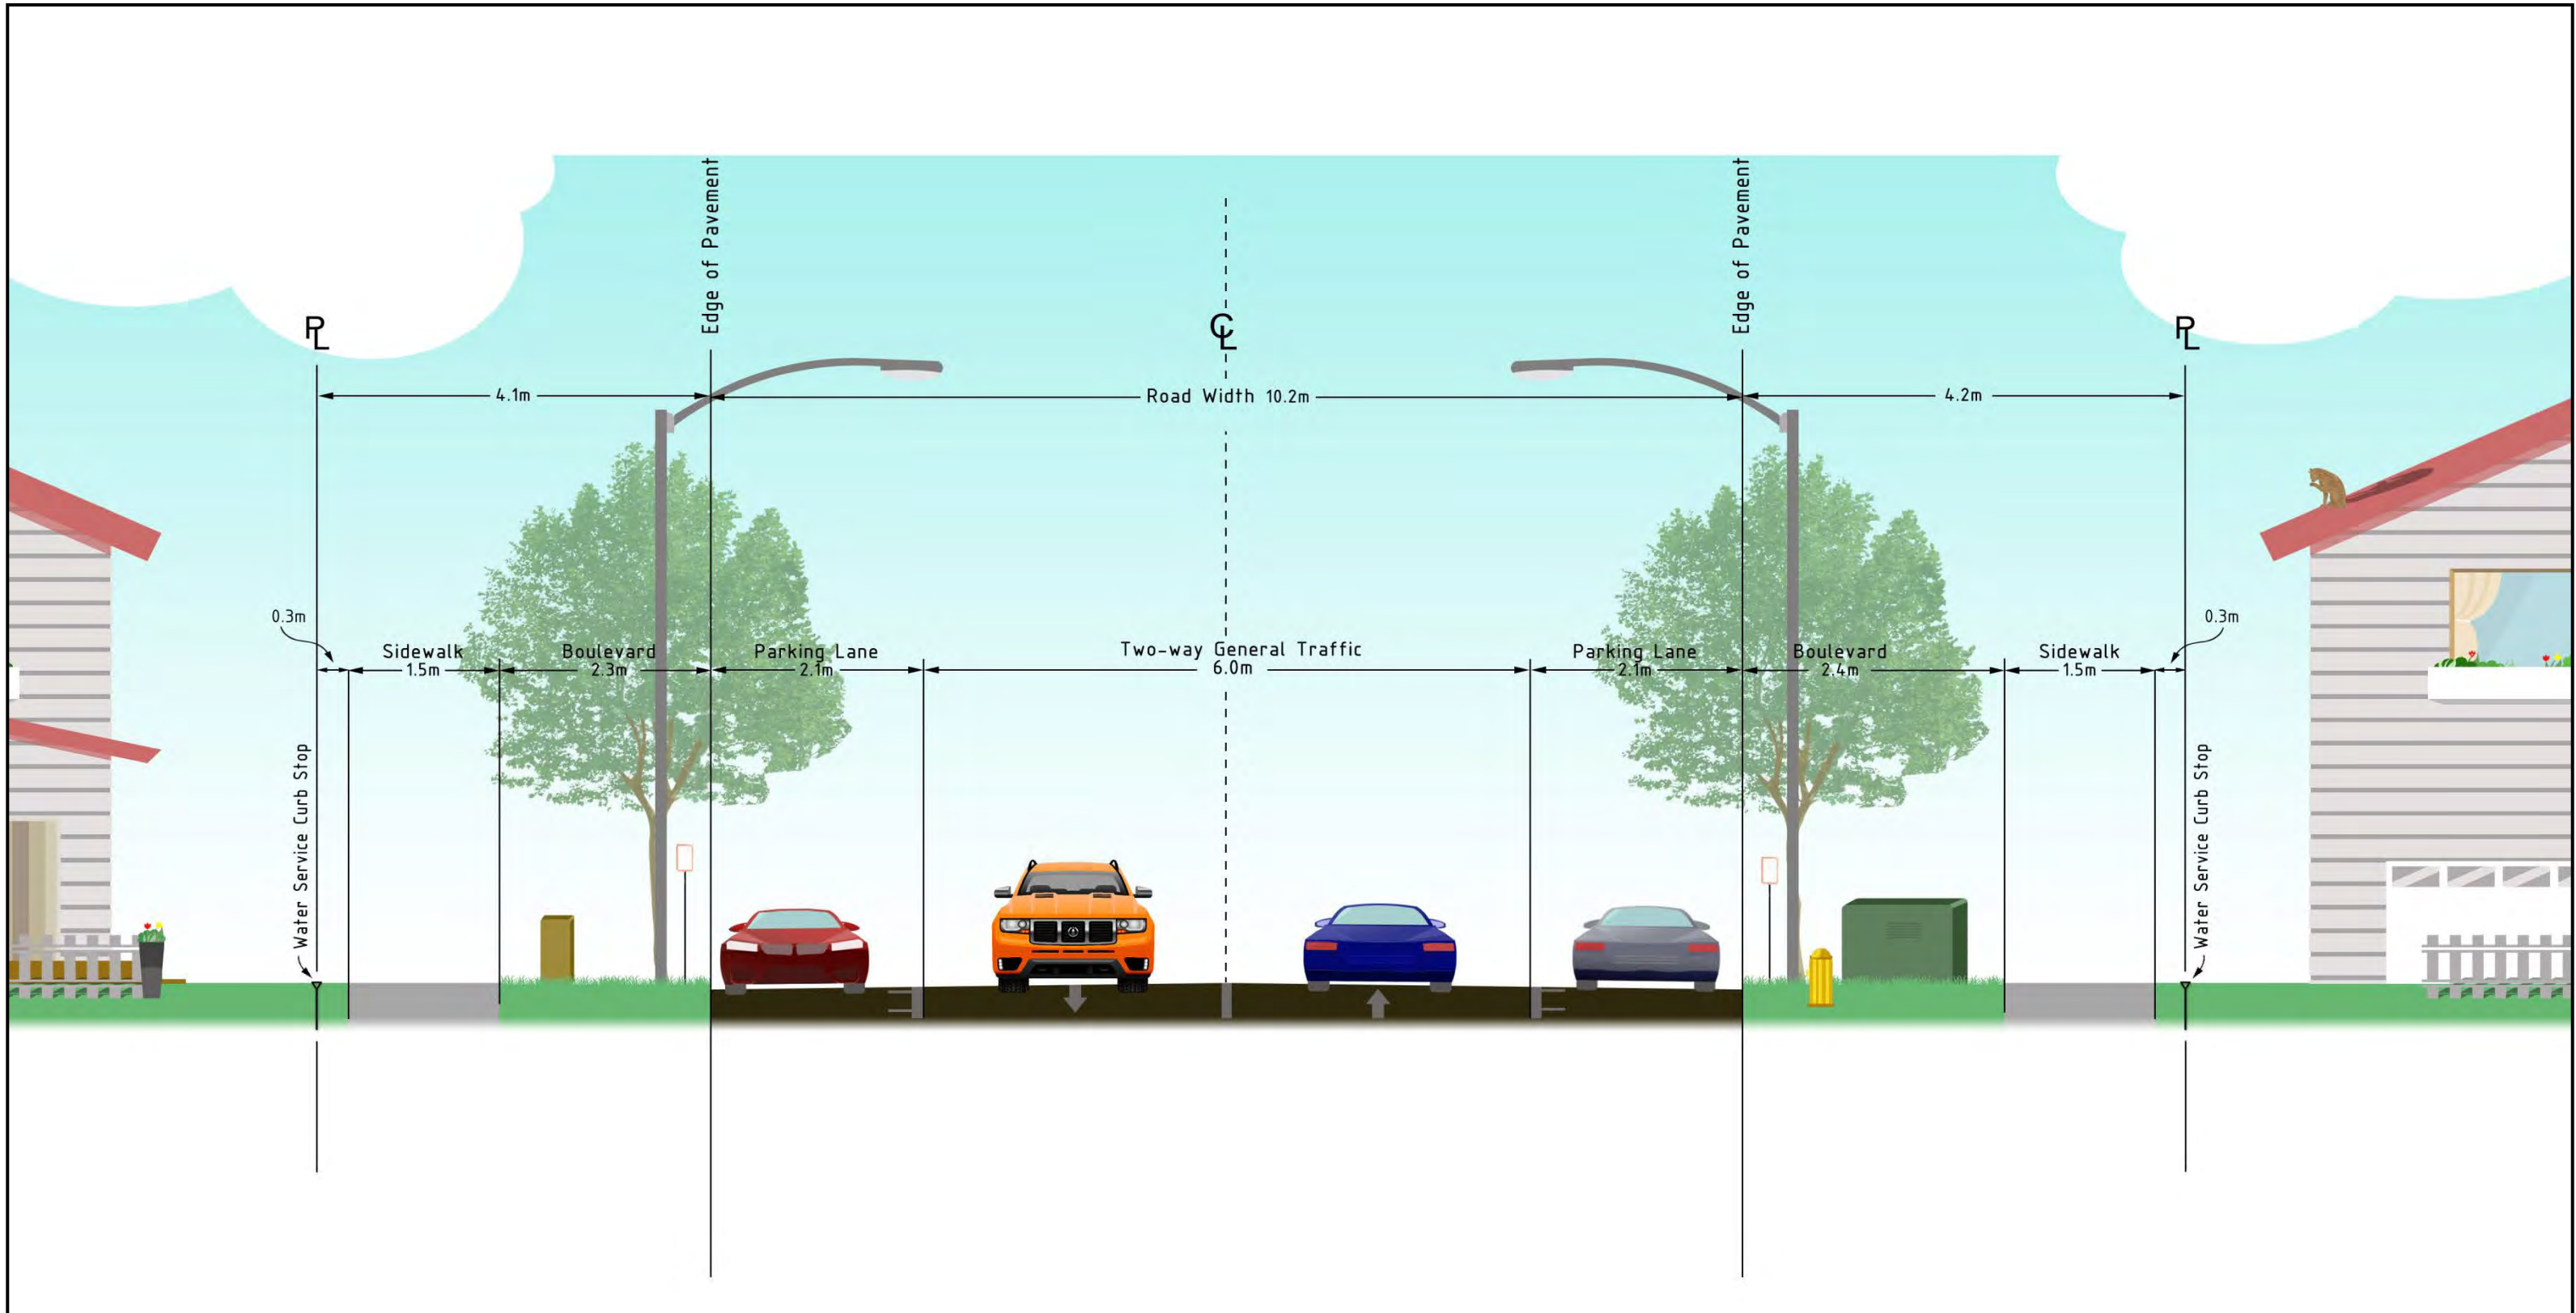 Edge of Pavement
Edge of Pavement
PL
CL
PL
4.1m
Road Width 10.2m
4.2m
0.3m
0.3m
Sidewalk
1.5m
Boulevard
2.3m
Parking Lane
2.1m
Two-way General Traffic
6.0m
Parking Lane
2.1m
Boulevard
2.4m
Sidewalk
1.5m
Water Service Curb Stop
Water Service Curb Stop